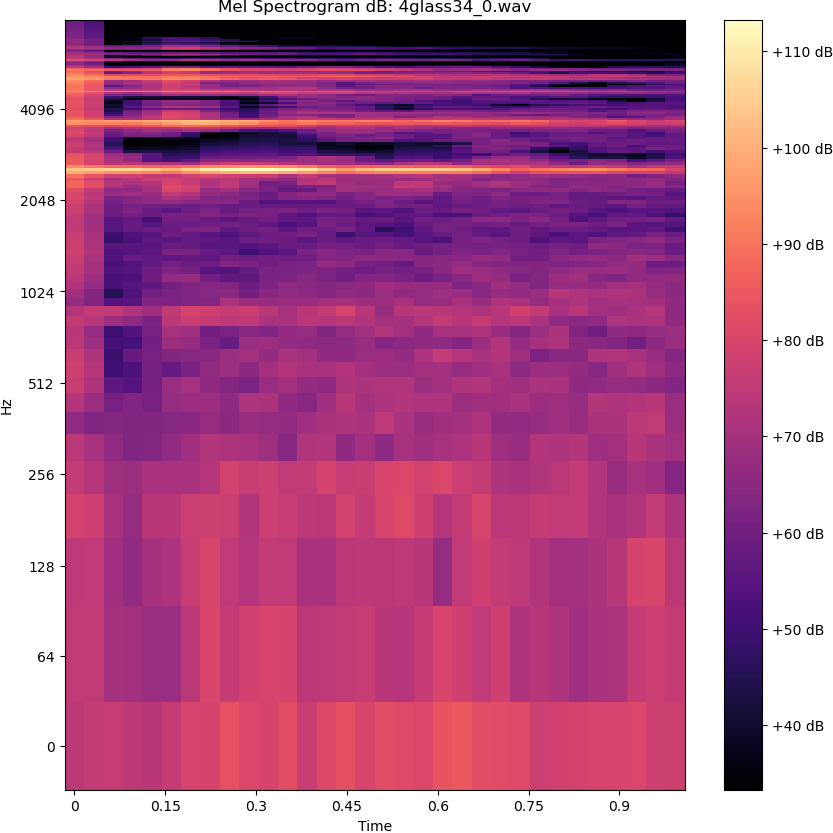 Mel Spectrogram dB: 4glass34_0.wav
Hz
4096
2048
1024
512
256
128
64
0
0 0.15 0.3 0.45 0.6 0.75 0.9
Time
+110 dB
+100 dB
+90 dB
+80 dB
+70 dB
+60 dB
+50 dB
+40 dB